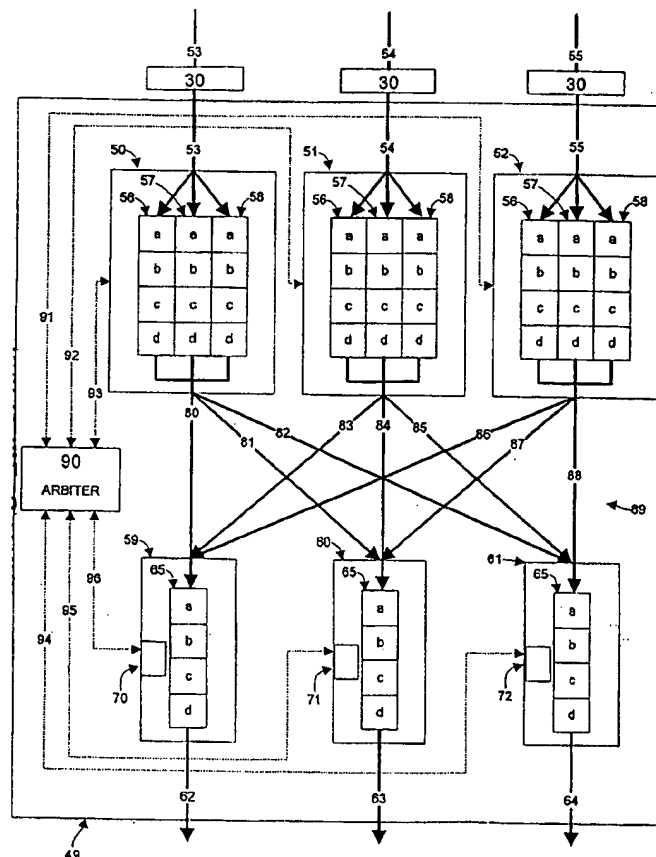 53 54 55
30 30 30
53 54 55
50 51 52
56 57 58 56 57 58 56 57 58
a a a a a a a a a
b b b b b b b b b
c c c c c c c c c
d d d d d d d d d
91 92 93
80 81 82 83 84 85 86 87 88
90
ARBITER
89
59 60 61
65 65 65
96 95 94
a a a
b b b
c c c
d d d
70 71 72
62 63 64
49